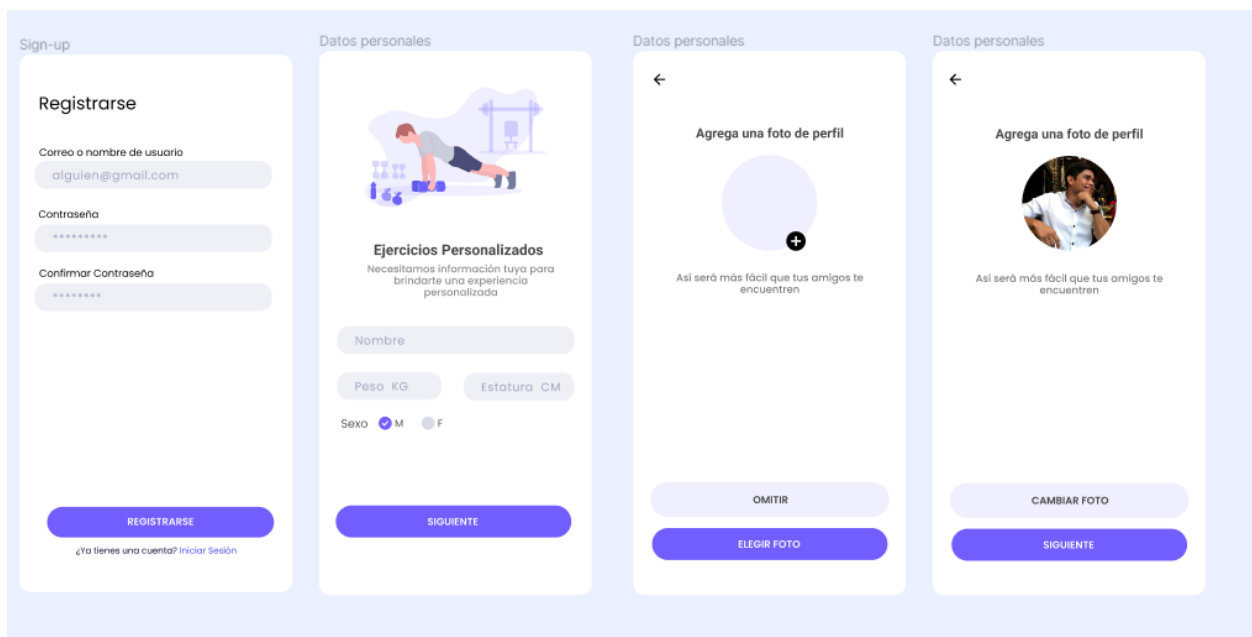 Sign-up
Registrarse
Correo o nombre de usuario
alguien@gmail.com
Contraseña
*********
Confirmar Contraseña
********
REGISTRARSE
¿Ya tienes una cuenta? Iniciar Sesión
Datos personales
Ejercicios Personalizados
Necesitamos información tuya para
brindarte una experiencia
personalizada
Nombre
Peso KG
Estatura CM
Sexo M F
SIGUIENTE
Datos personales
Agrega una foto de perfil
Así será más fácil que tus amigos te
encuentren
OMITIR
ELEGIR FOTO
Datos personales
Agrega una foto de perfil
Así será más fácil que tus amigos te
encuentren
CAMBIAR FOTO
SIGUIENTE